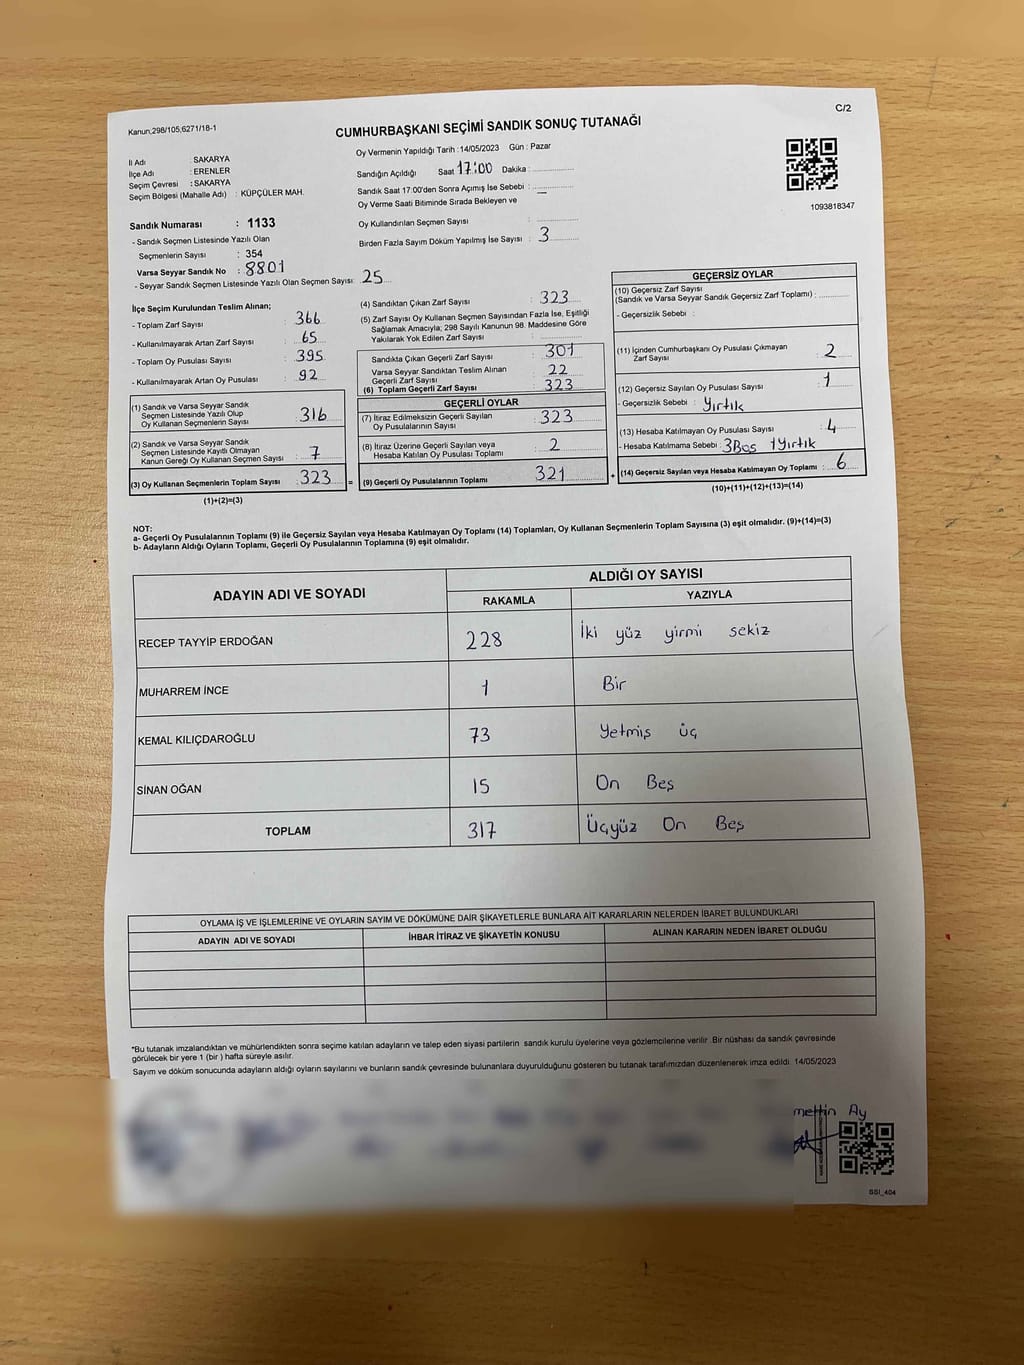 C/2
Kanun,298/105,6271/18-1
CUMHURBAŞKANI SEÇİMİ SANDIK SONUÇ TUTANAĞI
Oy Vermenin Yapıldığı Tarih :14/05/2023 Gün : Pazar
İl Adı : SAKARYA
İlçe Adı : ERENLER
Seçim Çevresi : SAKARYA
Seçim Bölgesi (Mahalle Adı) : KÜPÇÜLER MAH.
Sandığın Açıldığı Saat 17:00 Dakika :
Sandık Saat 17:00'den Sonra Açımış İse Sebebi :
Oy Verme Saati Bitiminde Sırada Bekleyen ve
Oy Kullandırılan Seçmen Sayısı :
Birden Fazla Sayım Döküm Yapılmış İse Sayısı : 3
1093818347
Sandık Numarası : 1133
- Sandık Seçmen Listesinde Yazılı Olan
Seçmenlerin Sayısı : 354
Varsa Seyyar Sandık No : 8801
- Seyyar Sandık Seçmen Listesinde Yazılı Olan Seçmen Sayısı : 25
İlçe Seçim Kurulundan Teslim Alınan;
- Toplam Zarf Sayısı : 366
- Kullanılmayarak Artan Zarf Sayısı : 65
- Toplam Oy Pusulası Sayısı : 395
- Kullanılmayarak Artan Oy Pusulası : 92
(1) Sandık ve Varsa Seyyar Sandık
Seçmen Listesinde Yazılı Olup
Oy Kullanan Seçmenlerin Sayısı : 316
(2) Sandık ve Varsa Seyyar Sandık
Seçmen Listesinde Kayıtlı Olmayan
Kanun Gereği Oy Kullanan Seçmen Sayısı : 7
(3) Oy Kullanan Seçmenlerin Toplam Sayısı : 323 =
(1)+(2)=(3)
(4) Sandıktan Çıkan Zarf Sayısı : 323
(5) Zarf Sayısı Oy Kullanan Seçmen Sayısından Fazla İse, Eşitliği
Sağlamak Amacıyla; 298 Sayılı Kanunun 98. Maddesine Göre
Yakılarak Yok Edilen Zarf Sayısı :
Sandıkta Çıkan Geçerli Zarf Sayısı : 301
Varsa Seyyar Sandıktan Teslim Alınan
Geçerli Zarf Sayısı : 22
(6) Toplam Geçerli Zarf Sayısı : 323
GEÇERLİ OYLAR
(7) İtiraz Edilmeksizin Geçerli Sayılan
Oy Pusulasının Sayısı : 323
(8) İtiraz Üzerine Geçerli Sayılan veya
Hesaba Katılan Oy Pusulası Toplamı : 2
(9) Geçerli Oy Pusulalarının Toplamı : 321 +
GEÇERSİZ OYLAR
(10) Geçersiz Zarf Sayısı
(Sandık ve Varsa Seyyar Sandık Geçersiz Zarf Toplamı) :
- Geçersizlik Sebebi :
(11) İçinden Cumhurbaşkanı Oy Pusulası Çıkmayan
Zarf Sayısı : 2
(12) Geçersiz Sayılan Oy Pusulası Sayısı : 1
- Geçersizlik Sebebi : Yırtık
(13) Hesaba Katılmayan Oy Pusulası Sayısı : 4
- Hesaba Katılmama Sebebi : 3Boş 1Yırtık
(14) Geçersiz Sayılan veya Hesaba Katılmayan Oy Toplamı : 6
(10)+(11)+(12)+(13)=(14)
NOT:
a- Geçerli Oy Pusulalarının Toplamı (9) ile Geçersiz Sayılan veya Hesaba Katılmayan Oy Toplamı (14) Toplamları, Oy Kullanan Seçmenlerin Toplam Sayısına (3) eşit olmalıdır. (9)+(14)=(3)
b- Adayların Aldığı Oyların Toplamı, Geçerli Oy Pusulalarının Toplamına (9) eşit olmalıdır.
ADAYIN ADI VE SOYADI
ALDIĞI OY SAYISI
RAKAMLA YAZIYLA
RECEP TAYYİP ERDOĞAN 228 İki yüz yirmi sekiz
MUHARREM İNCE 1 Bir
KEMAL KILIÇDAROĞLU 73 Yetmiş üç
SİNAN OĞAN 15 On Beş
TOPLAM 317 Üçyüz On Beş
OYLAMA İŞ VE İŞLEMLERİNE VE OYLARIN SAYIM VE DÖKÜMÜNE DAİR ŞİKAYETLERLE BUNLARA AİT KARARLARIN NELERDEN İBARET BULUNDUKLARI
ADAYIN ADI VE SOYADI İHBAR İTİRAZ VE ŞİKAYETİN KONUSU ALINAN KARARIN NEDEN İBARET OLDUĞU
*Bu tutanak imzalandıktan ve mühürlendikten sonra seçime katılan adayların ve talep eden siyasi partilerin sandık kurulu üyelerine veya gözlemcilerine verilir .Bir nüshası da sandık çevresinde
görülecek bir yere 1 (bir ) hafta süreyle asılır.
Sayım ve döküm sonucunda adayların aldığı oyların sayılarını ve bunların sandık çevresinde bulunanlara duyurulduğunu gösteren bu tutanak tarafımızdan düzenlenerek imza edildi 14/05/2023
mettin Ay
SSI_404